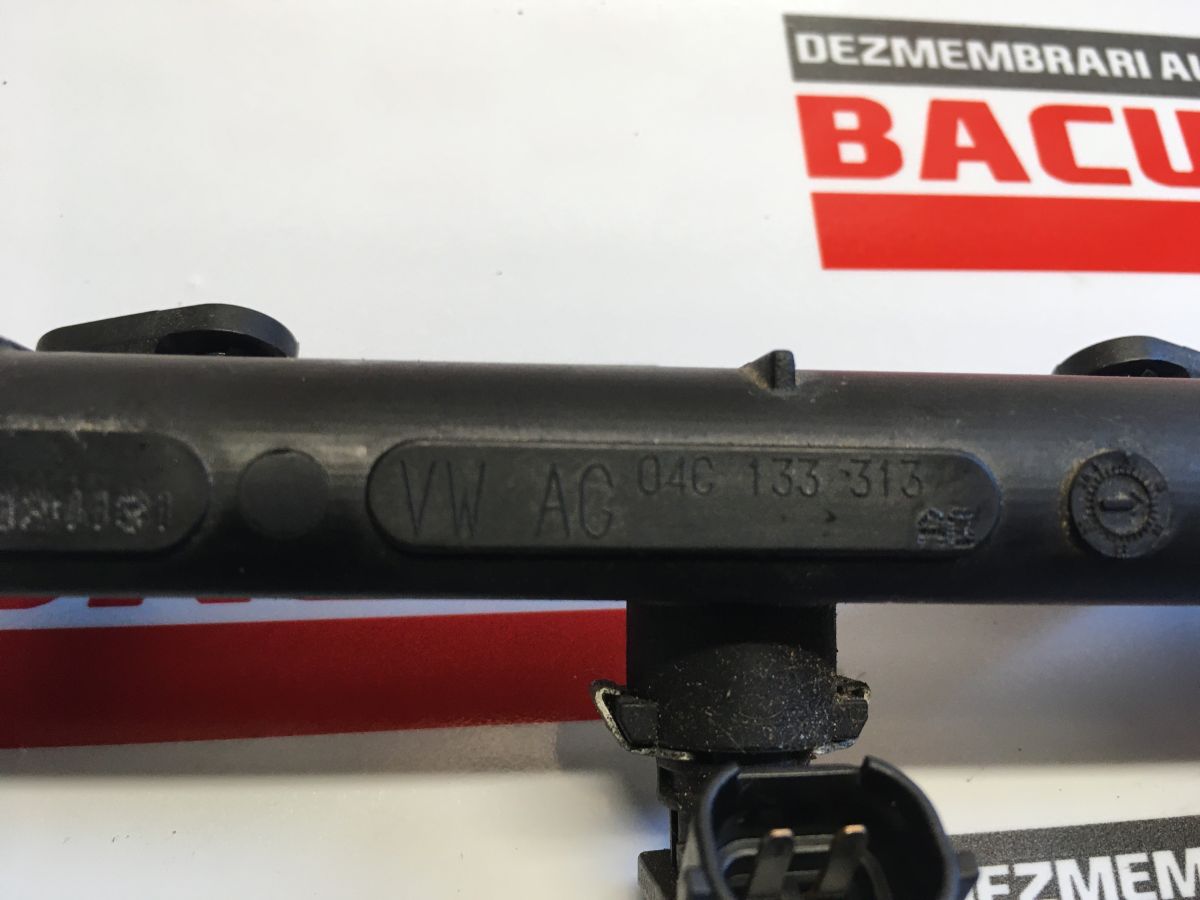 DEZMEMBRARI AU
BACU
VW AG 04C 133 313
DEZMEM